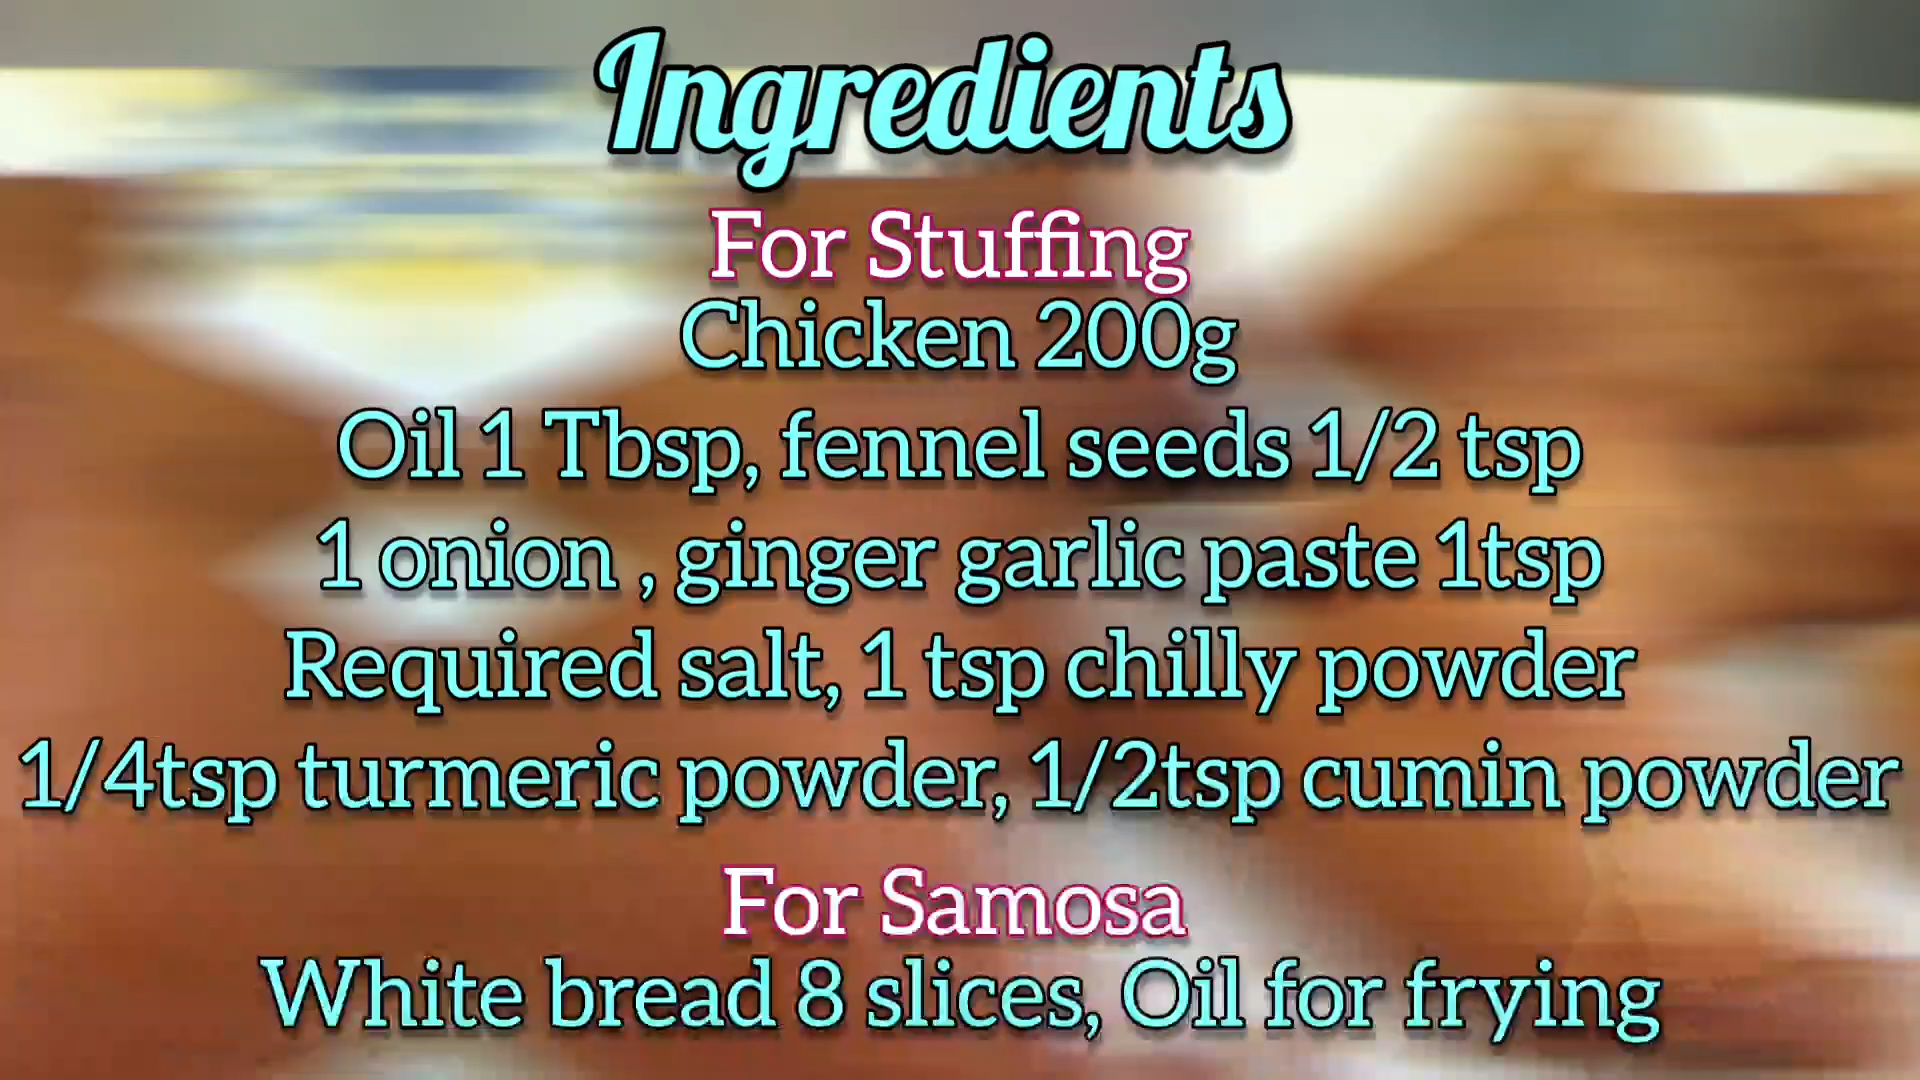 Ingredients
For Stuffing
Chicken 200g
Oil 1 Tbsp, fennel seeds 1/2 tsp
1 onion , ginger garlic paste 1tsp
Required salt, 1 tsp chilly powder
1/4tsp turmeric powder, 1/2tsp cumin powder
For Samosa
White bread 8 slices, Oil for frying